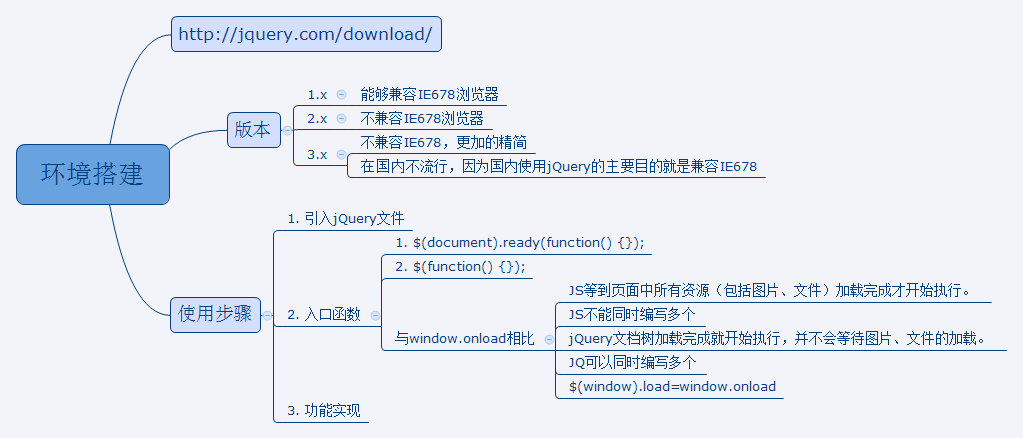 http://jquery.com/download/
环境搭建
版本
1.x
能够兼容IE678浏览器
2.x
不兼容IE678浏览器
3.x
不兼容IE678，更加的精简
在国内不流行，因为国内使用jQuery的主要目的就是兼容IE678
使用步骤
1. 引入jQuery文件
2. 入口函数
1. $(document).ready(function() {});
2. $(function() {});
与window.onload相比
JS等到页面中所有资源（包括图片、文件）加载完成才开始执行。
JS不能同时编写多个
jQuery文档树加载完成就开始执行，并不会等待图片、文件的加载。
JQ可以同时编写多个
$(window).load=window.onload
3. 功能实现